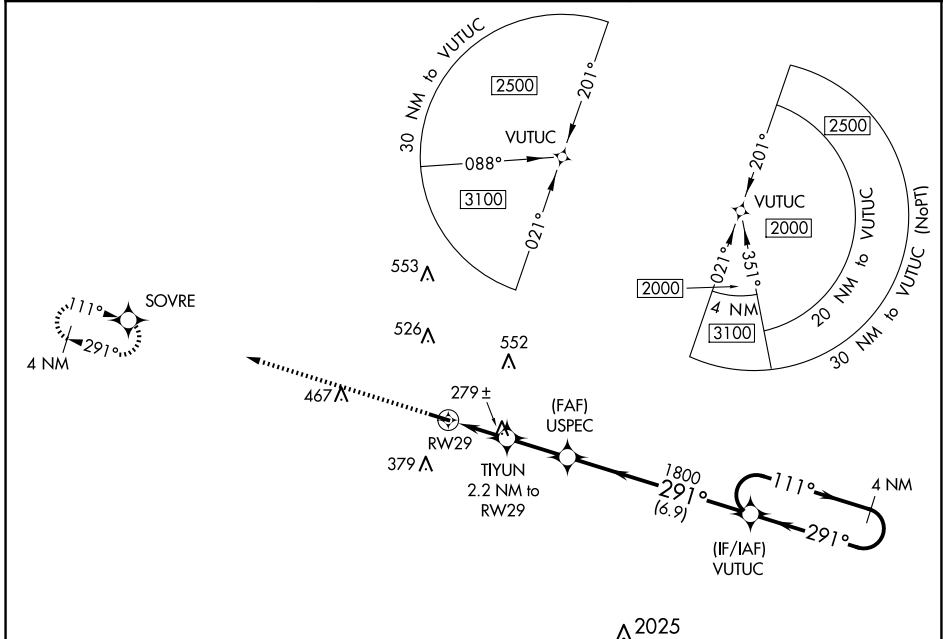 30 NM to VUTUC
2500
201°
VUTUC
088°
3100
021°
2500
201°
VUTUC
2000
021°
351°
2000
4 NM
3100
20 NM to VUTUC
30 NM to VUTUC (NoPT)
553
SOVRE
111°
291°
4 NM
526
552
467
279 ±
(FAF)
USPEC
RW29
379
TIYUN
2.2 NM to
RW29
1800
291°
(6.9)
111°
4 NM
291°
(IF/IAF)
VUTUC
2025